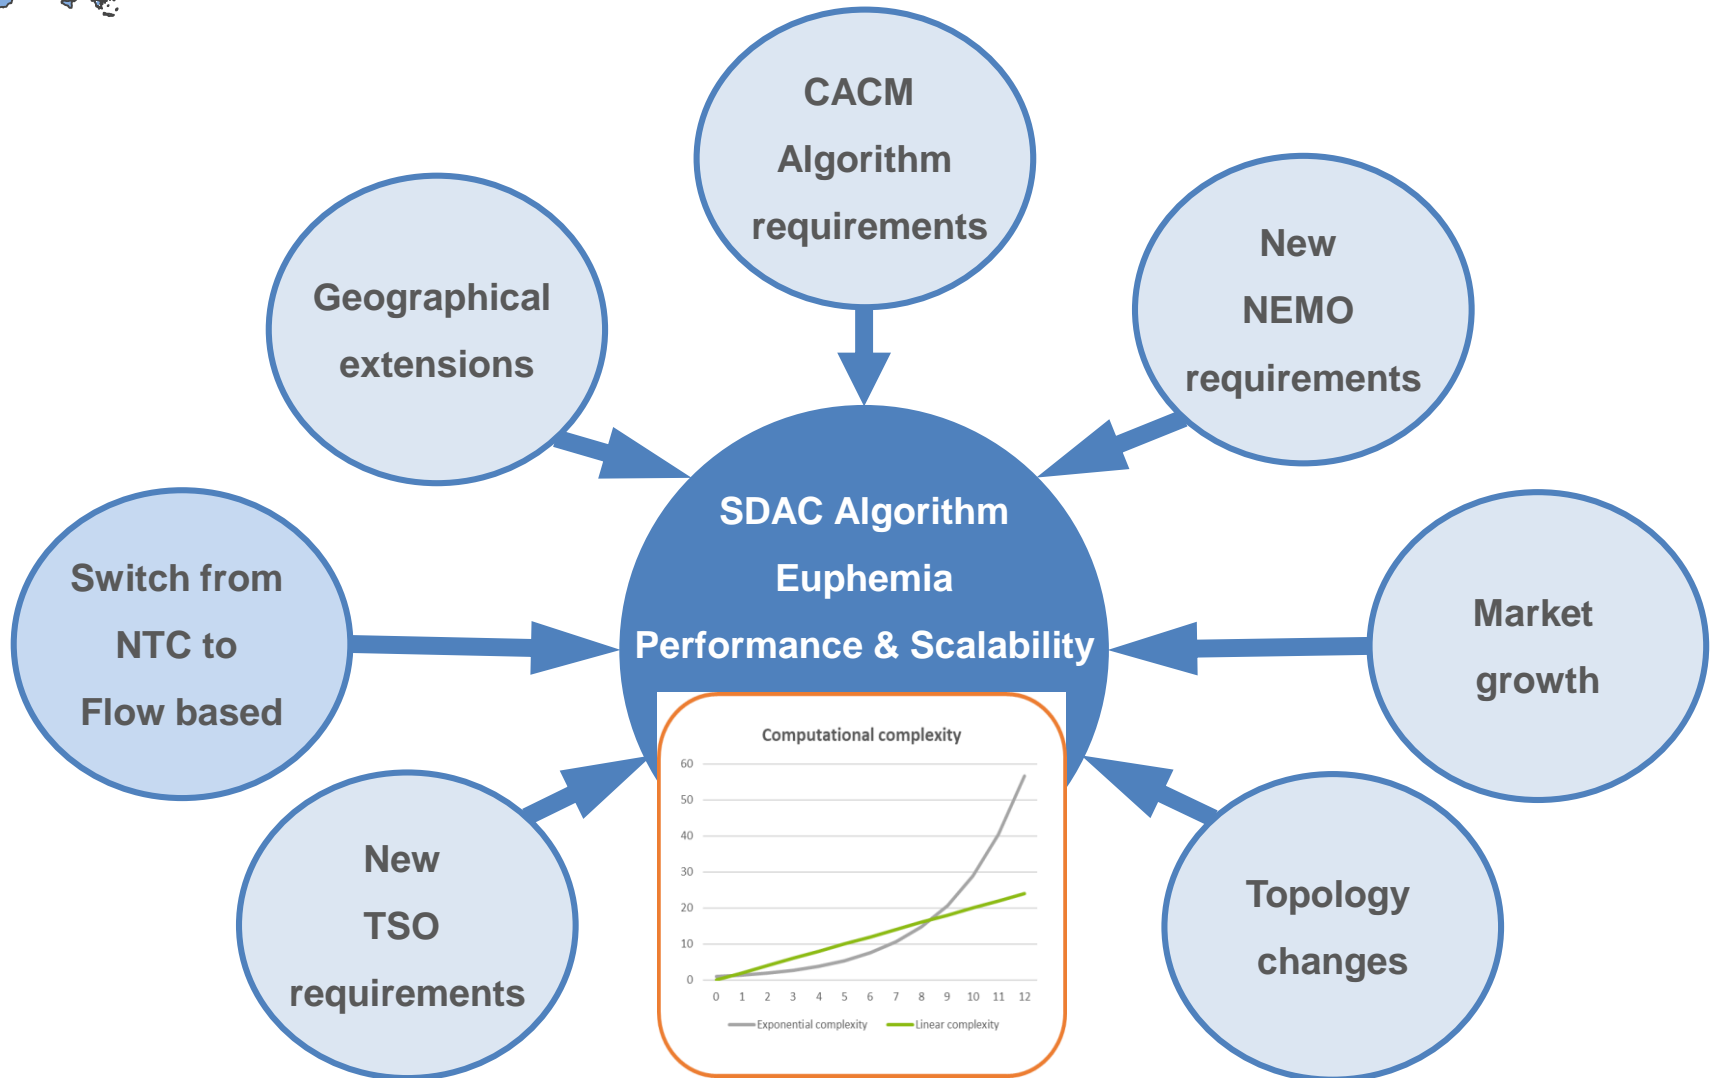 CACM
Algorithm
requirements
New
NEMO
requirements
Geographical
extensions
SDAC Algorithm
Euphemia
Performance & Scalability
Switch from
NTC to
Flow based
Market
growth
New
TSO
requirements
Topology
changes
Computational complexity
60
50
40
30
20
10
0
0 1 2 3 4 5 6 7 8 9 10 11 12
Exponential complexity Linear complexity